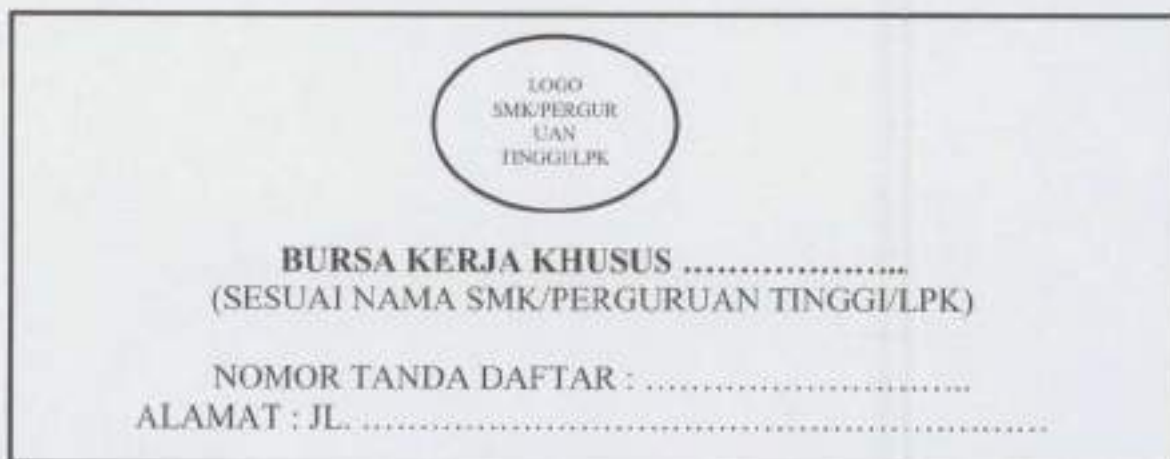 LOGO
SMK/PERGUR
UAN
TINGGI/LPK
BURSA KERJA KHUSUS ......................
(SESUAI NAMA SMK/PERGURUAN TINGGI/LPK)
NOMOR TANDA DAFTAR : ..............................
ALAMAT : JL. ..................................................................